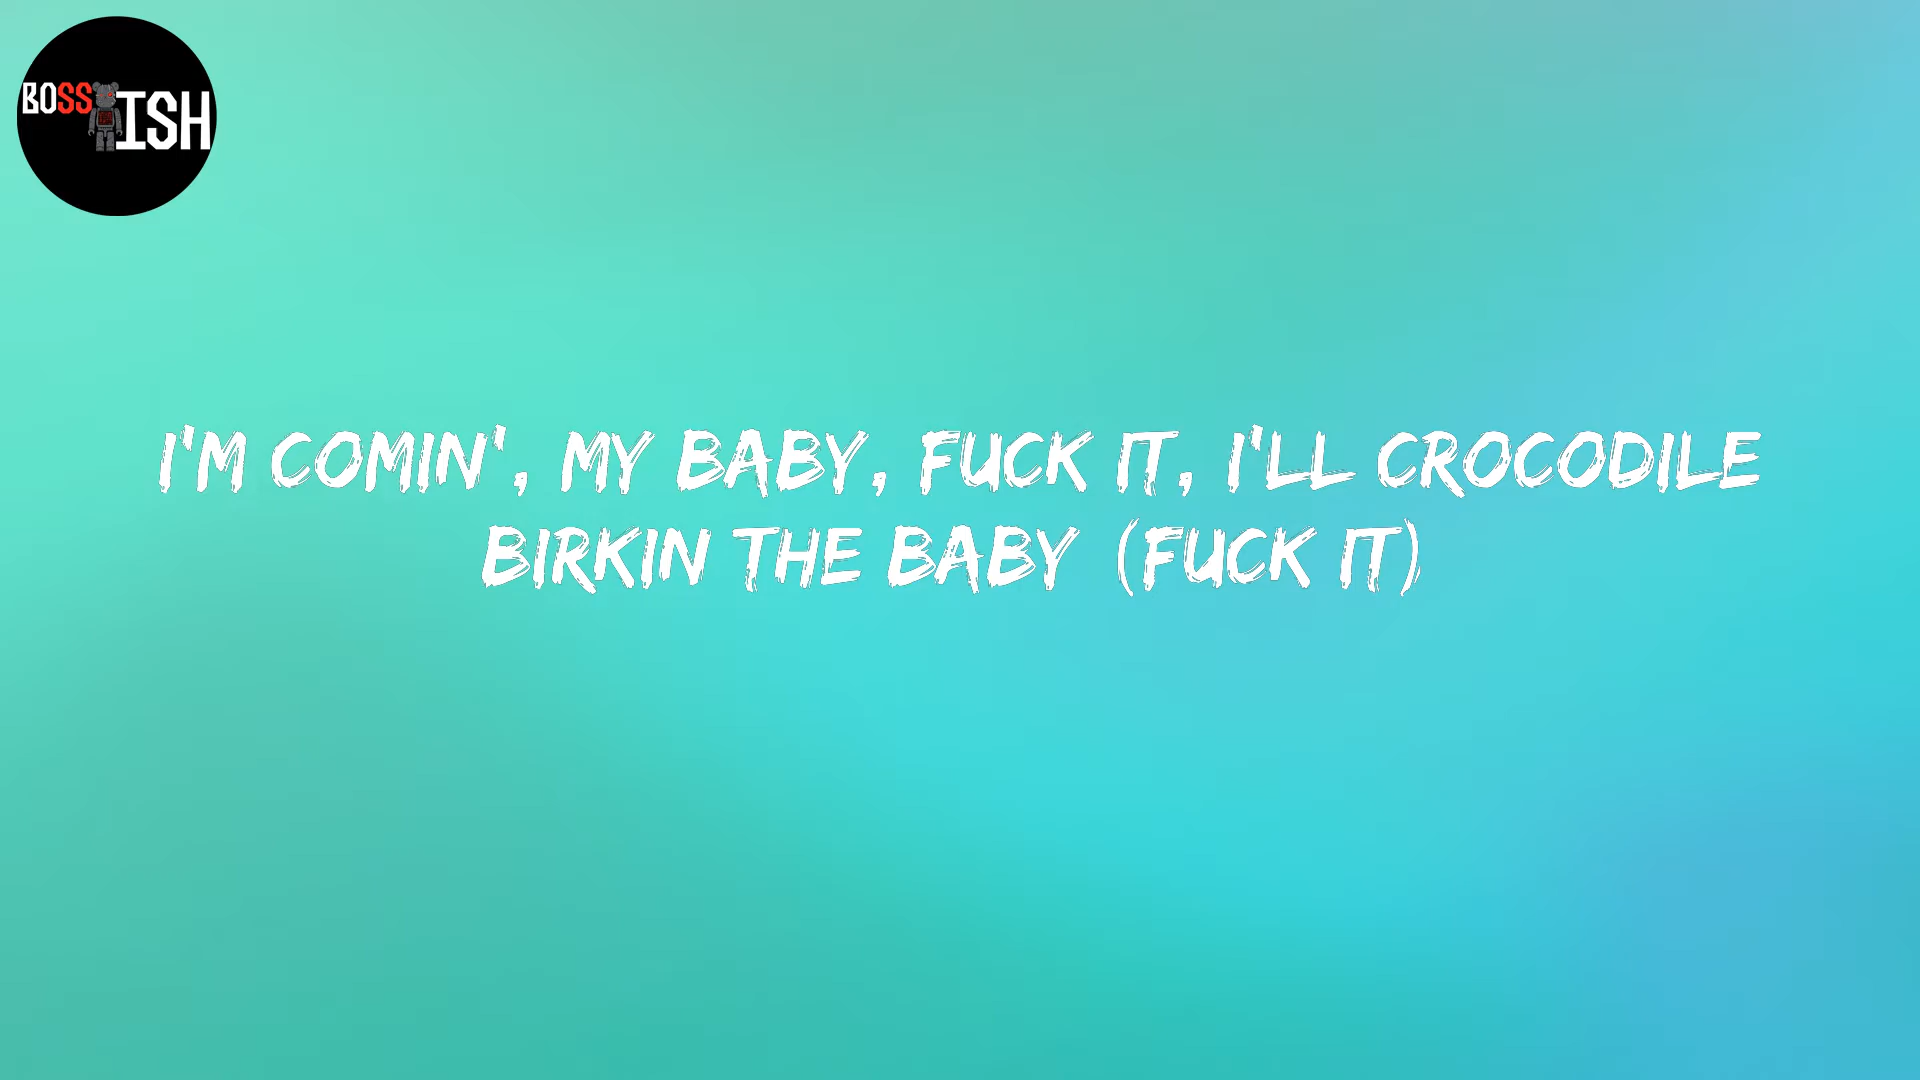 BOSS ISH
I'M COMIN', MY BABY, FUCK IT, I'LL CROCODILE
BIRKIN THE BABY (FUCK IT)